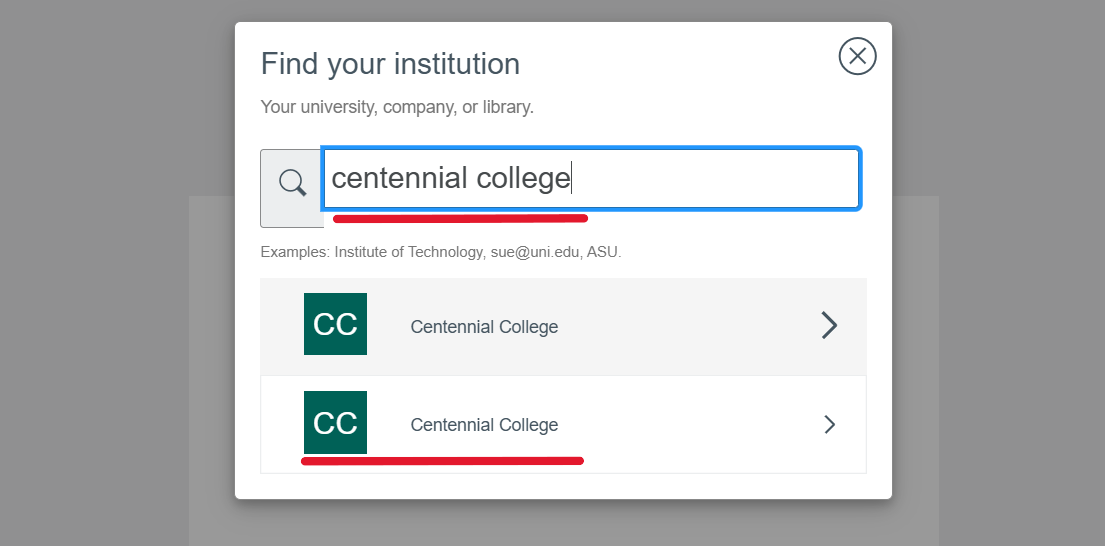 Find your institution
Your university, company, or library.
centennial college
Examples: Institute of Technology, sue@uni.edu, ASU.
CC Centennial College
CC Centennial College